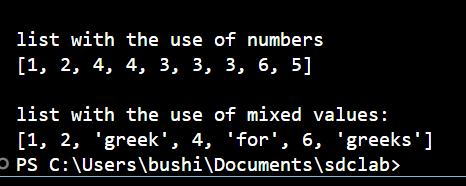 list with the use of numbers
[1, 2, 4, 4, 3, 3, 3, 6, 5]
list with the use of mixed values:
[1, 2, 'greek', 4, 'for', 6, 'greeks']
PS C:\Users\bushi\Documents\sdclab>